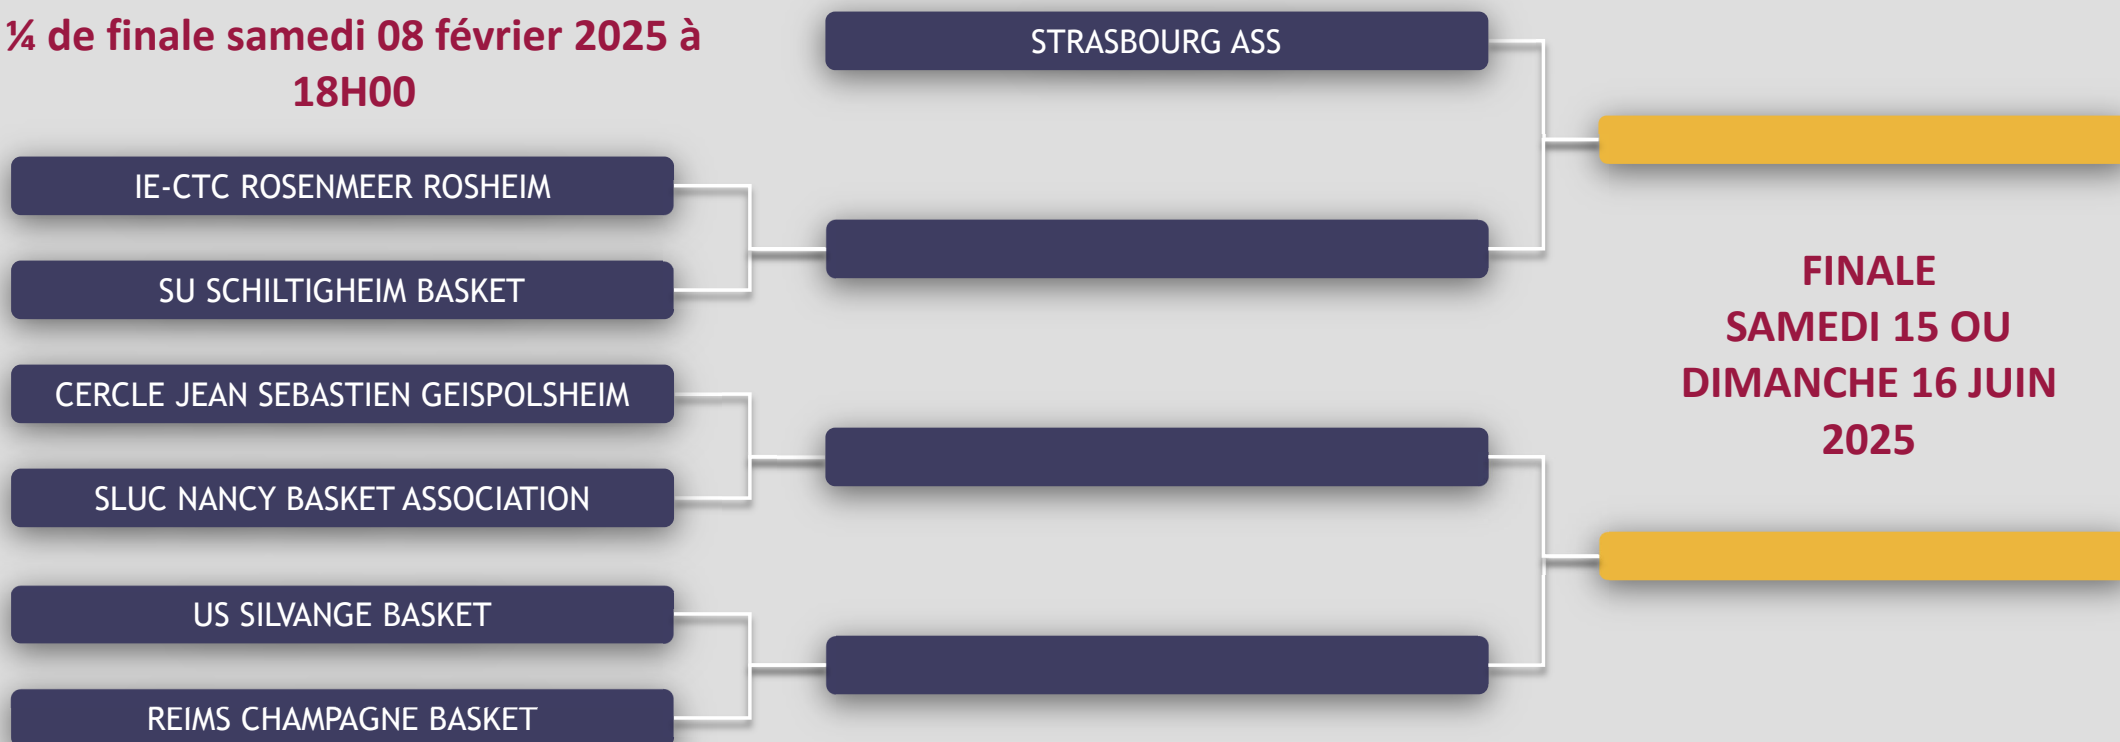 ¼ de finale samedi 08 février 2025 à
18H00
STRASBOURG ASS
IE-CTC ROSENMEER ROSHEIM
SU SCHILTIGHEIM BASKET
CERCLE JEAN SEBASTIEN GEISPOLSHEIM
SLUC NANCY BASKET ASSOCIATION
US SILVANGE BASKET
REIMS CHAMPAGNE BASKET
FINALE
SAMEDI 15 OU
DIMANCHE 16 JUIN
2025